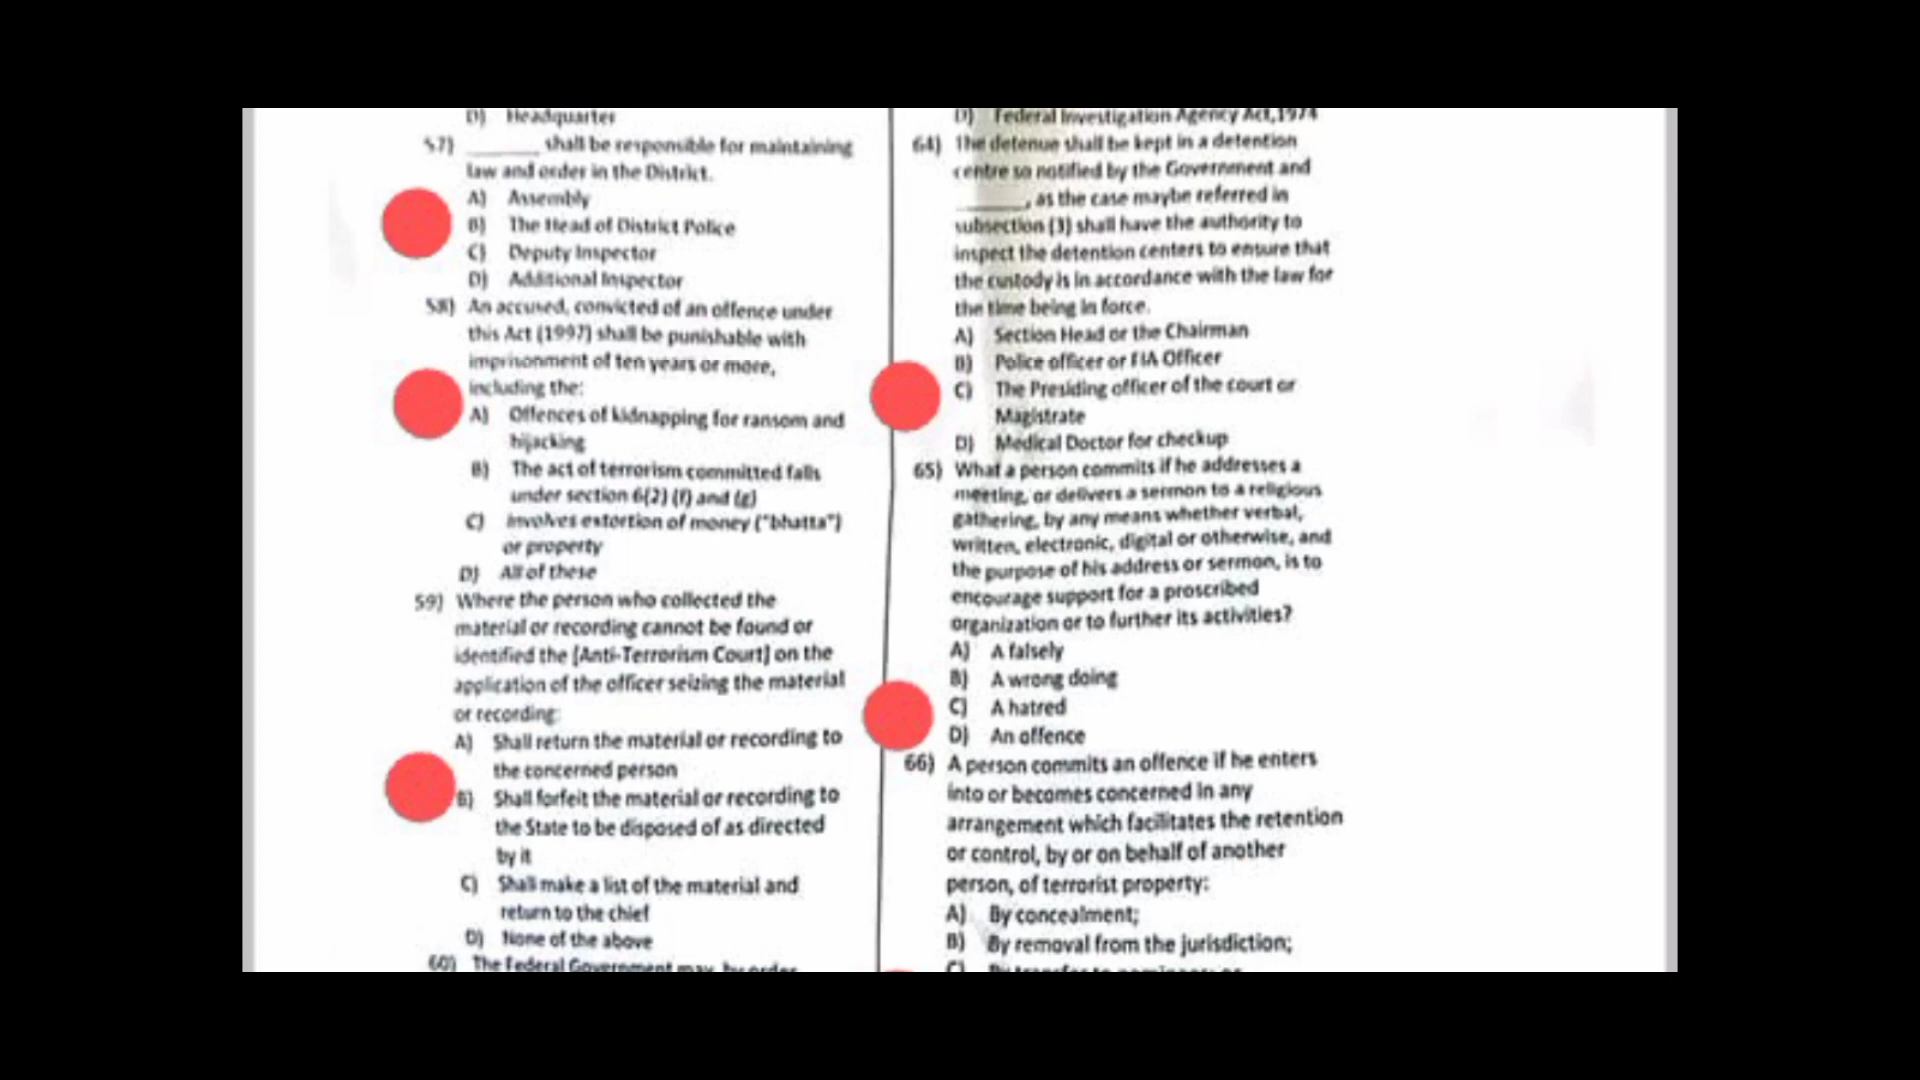 D) Headquarter
57) ________ shall be responsible for maintaining
law and order in the District.
A) Assembly
B) The Head of District Police
C) Deputy Inspector
D) Additional Inspector
58) An accused, convicted of an offence under
this Act (1997) shall be punishable with
imprisonment of ten years or more,
including the:
A) Offences of kidnapping for ransom and
hijacking
B) The act of terrorism committed falls
under section 6(2) (f) and (g)
C) Involves extortion of money ("bhatta")
or property
D) All of these
59) Where the person who collected the
material or recording cannot be found or
identified the [Anti-Terrorism Court] on the
application of the officer seizing the material
or recording:
A) Shall return the material or recording to
the concerned person
B) Shall forfeit the material or recording to
the State to be disposed of as directed
by it
C) Shall make a list of the material and
return to the chief
D) None of the above
60) The Federal Government may, by order
D) Federal Investigation Agency Act,1974
64) The detenue shall be kept in a detention
centre so notified by the Government and
_______, as the case maybe referred in
subsection (3) shall have the authority to
inspect the detention centers to ensure that
the custody is in accordance with the law for
the time being in force.
A) Section Head or the Chairman
B) Police officer or FIA Officer
C) The Presiding officer of the court or
Magistrate
D) Medical Doctor for checkup
65) What a person commits if he addresses a
meeting, or delivers a sermon to a religious
gathering, by any means whether verbal,
written, electronic, digital or otherwise, and
the purpose of his address or sermon, is to
encourage support for a proscribed
organization or to further its activities?
A) A falsely
B) A wrong doing
C) A hatred
D) An offence
66) A person commits an offence if he enters
into or becomes concerned in any
arrangement which facilitates the retention
or control, by or on behalf of another
person, of terrorist property:
A) By concealment;
B) By removal from the jurisdiction;
C) By transfer to nominees; or